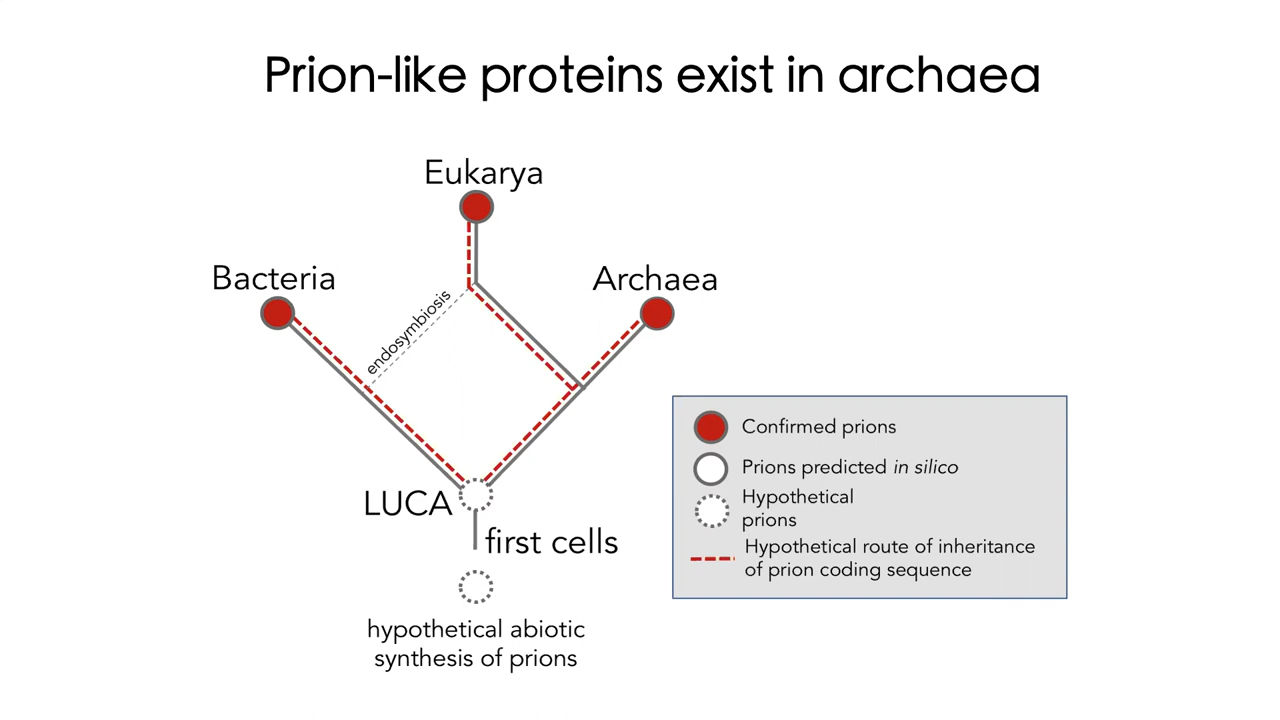 Prion-like proteins exist in archaea
Eukarya
Bacteria
Archaea
endosymbiosis
LUCA
first cells
hypothetical abiotic
synthesis of prions
Confirmed prions
Prions predicted in silico
Hypothetical
prions
Hypothetical route of inheritance
of prion coding sequence